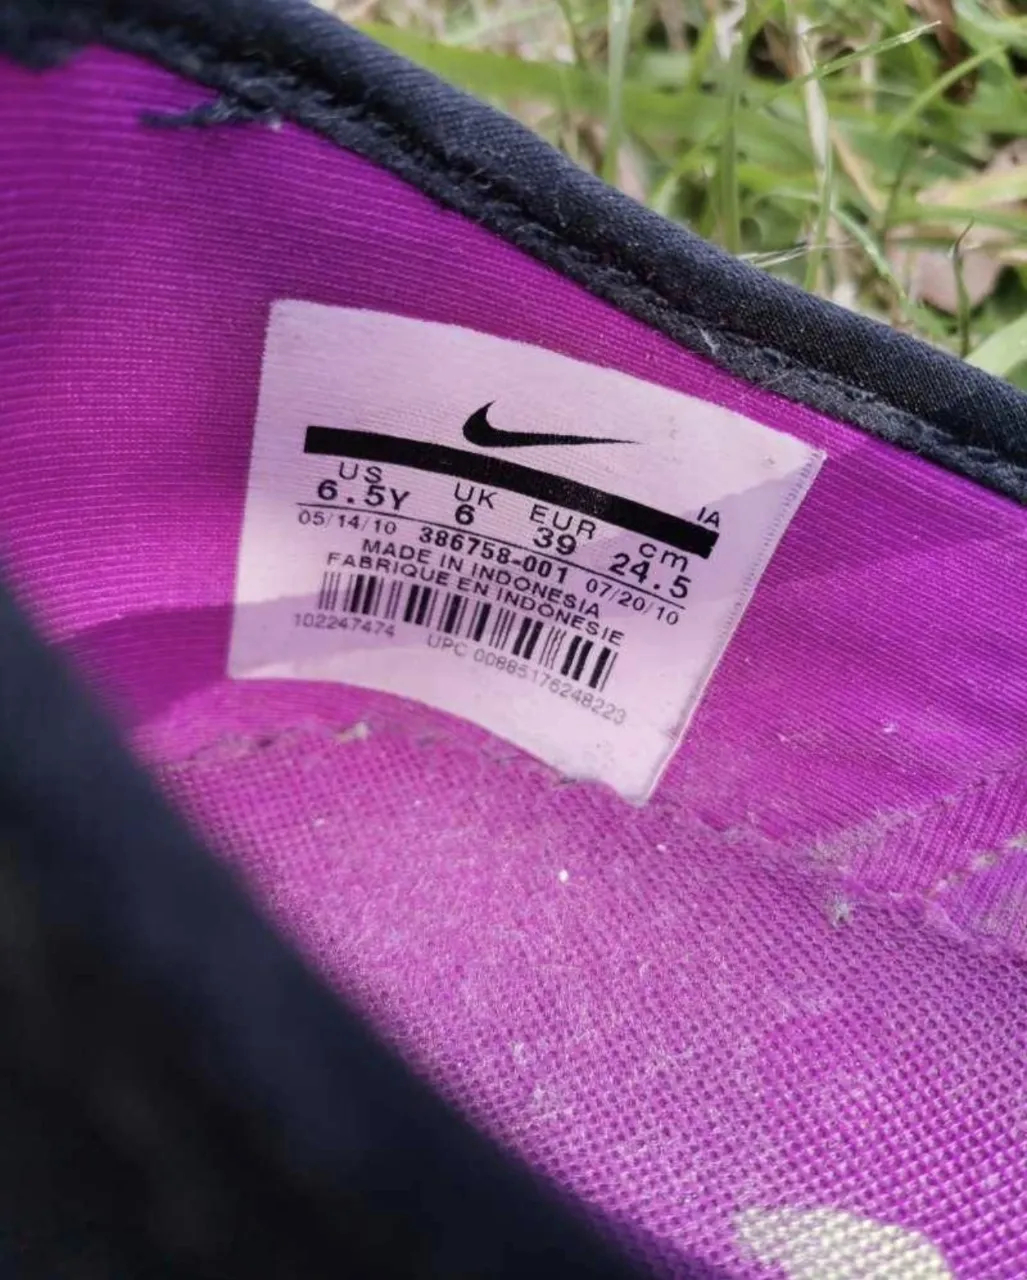 IA
US UK EUR cm
6.5Y 6 39 24.5
05/14/10 386758-001 07/20/10
MADE IN INDONESIA
FABRIQUE EN INDONESIE
102247474 UPC 00885176248223